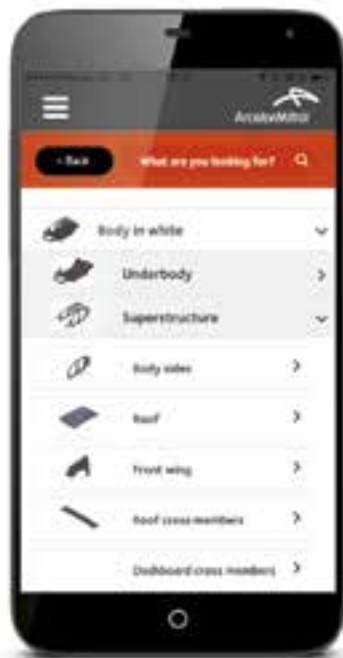 ArcelorMittal
< Back What are you looking for?
Body in white
Underbody
Superstructure
Body sides
Roof
Front wing
Roof cross members
Dashboard cross members